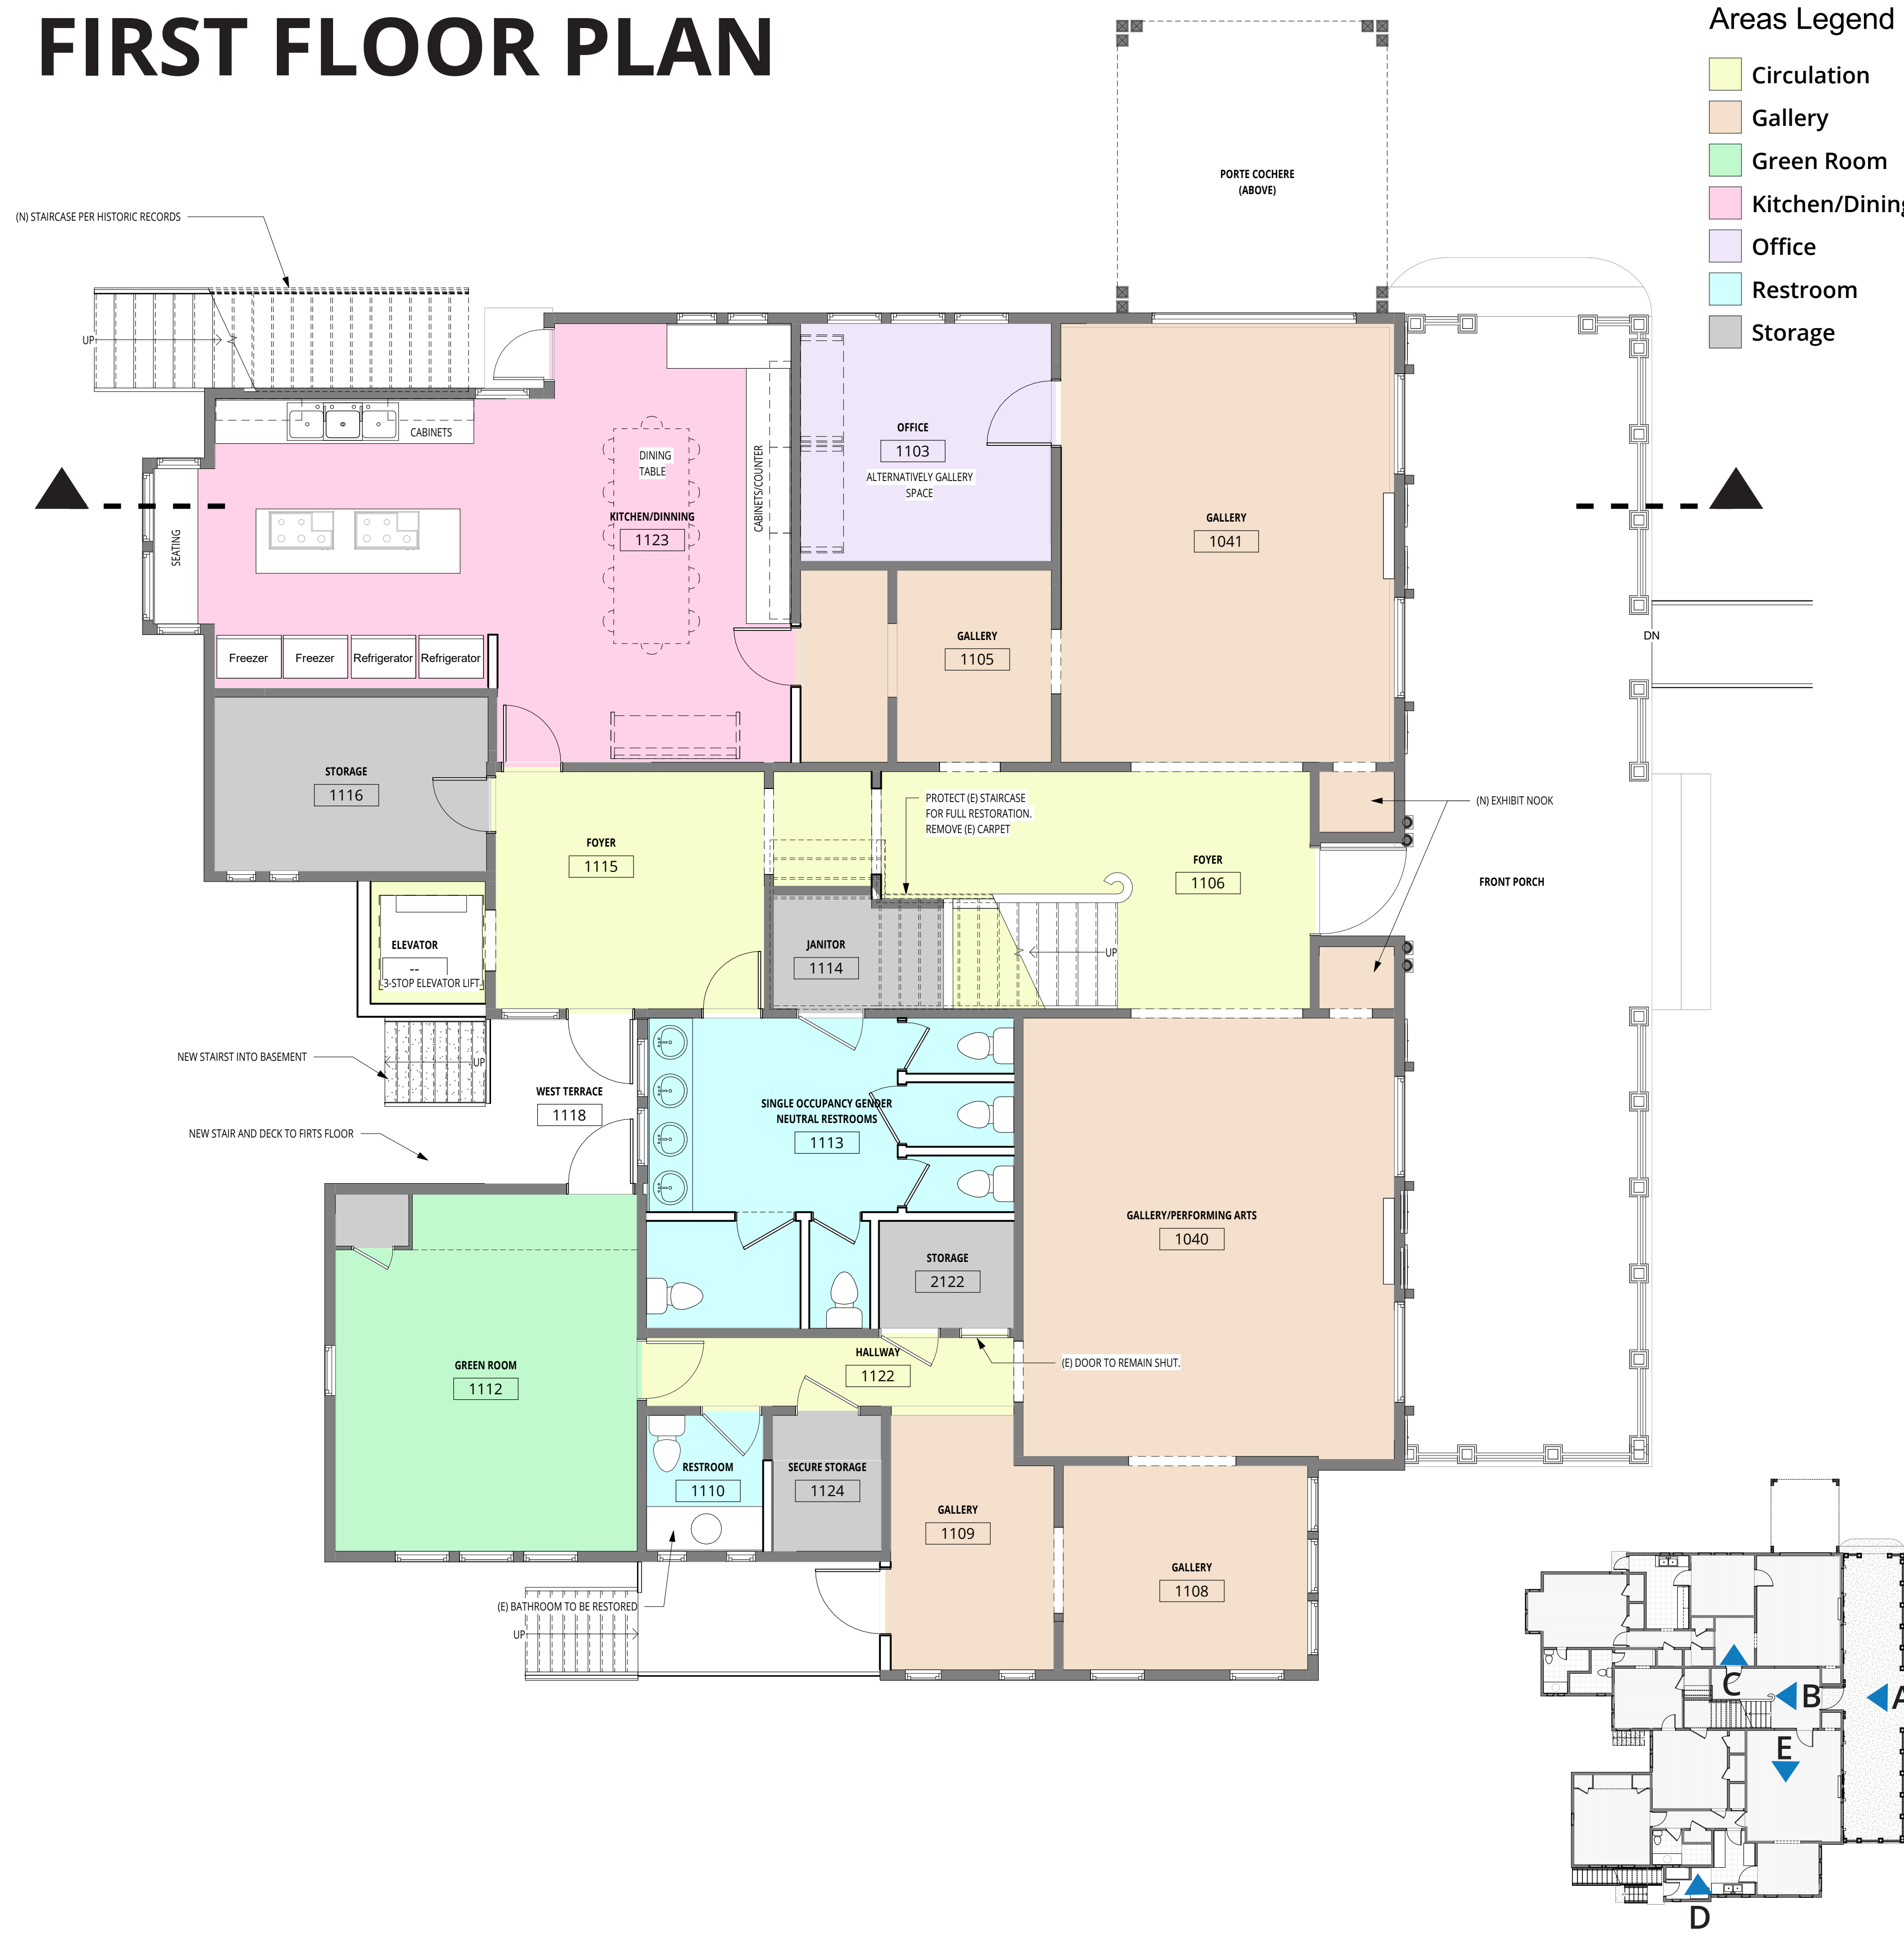 FIRST FLOOR PLAN
Areas Legend
Circulation
Gallery
Green Room
Kitchen/Dining
Office
Restroom
Storage
PORTE COCHERE
(ABOVE)
(N) STAIRCASE PER HISTORIC RECORDS
UP
CABINETS
DINING
TABLE
CABINETS/COUNTER
KITCHEN/DINNING
1123
SEATING
OFFICE
1103
ALTERNATIVELY GALLERY
SPACE
GALLERY
1041
Freezer
Freezer
Refrigerator
Refrigerator
GALLERY
1105
DN
STORAGE
1116
PROTECT (E) STAIRCASE
FOR FULL RESTORATION.
REMOVE (E) CARPET
(N) EXHIBIT NOOK
FOYER
1115
FOYER
1106
FRONT PORCH
ELEVATOR
--
3-STOP ELEVATOR LIFT
JANITOR
1114
UP
NEW STAIRST INTO BASEMENT
UP
WEST TERRACE
1118
SINGLE OCCUPANCY GENDER
NEUTRAL RESTROOMS
1113
NEW STAIR AND DECK TO FIRTS FLOOR
GALLERY/PERFORMING ARTS
1040
STORAGE
2122
GREEN ROOM
1112
HALLWAY
1122
(E) DOOR TO REMAIN SHUT.
RESTROOM
1110
SECURE STORAGE
1124
GALLERY
1109
GALLERY
1108
(E) BATHROOM TO BE RESTORED
UP
C
B
A
E
D